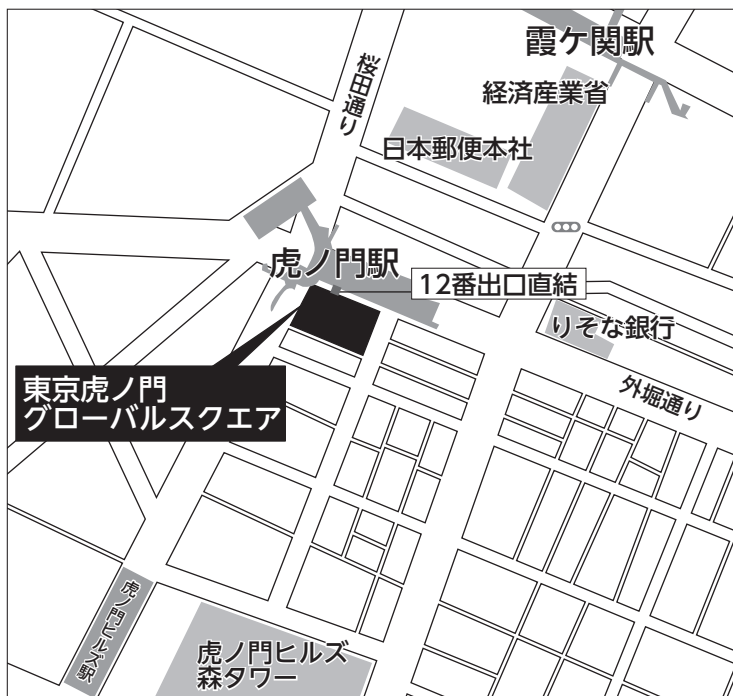 霞ケ関駅
桜田通り
経済産業省
日本郵便本社
虎ノ門駅
12番出口直結
りそな銀行
東京虎ノ門
グローバルスクエア
外堀通り
虎ノ門ヒルズ駅
虎ノ門ヒルズ
森タワー